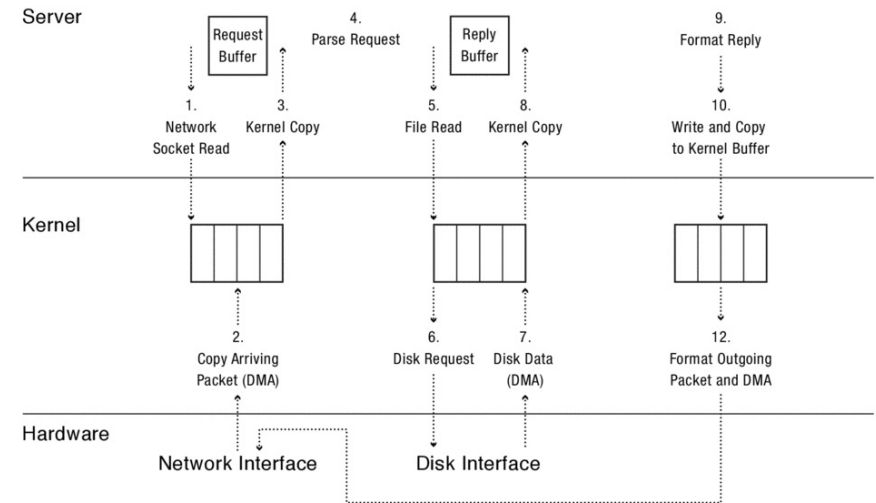 Server
Request
Buffer
4.
Parse Request
Reply
Buffer
9.
Format Reply
1.
Network
Socket Read
3.
Kernel Copy
5.
File Read
8.
Kernel Copy
10.
Write and Copy
to Kernel Buffer
Kernel
2.
Copy Arriving
Packet (DMA)
6.
Disk Request
7.
Disk Data
(DMA)
12.
Format Outgoing
Packet and DMA
Hardware
Network Interface
Disk Interface